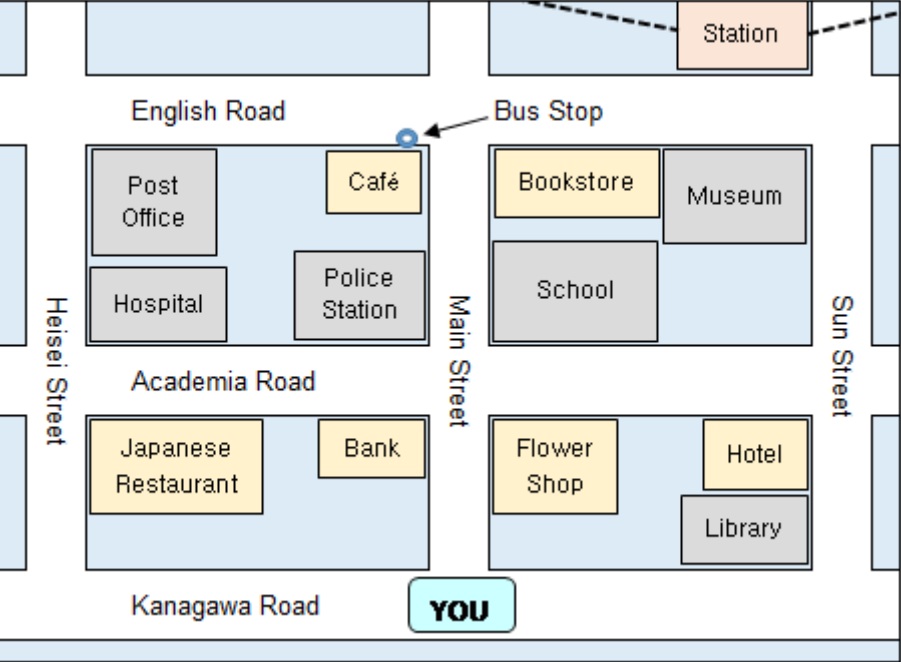 Station
English Road
Bus Stop
Post
Office
Café
Bookstore
Museum
Hospital
Police
Station
School
Heisei Street
Main Street
Sun Street
Academia Road
Japanese
Restaurant
Bank
Flower
Shop
Hotel
Library
Kanagawa Road
YOU